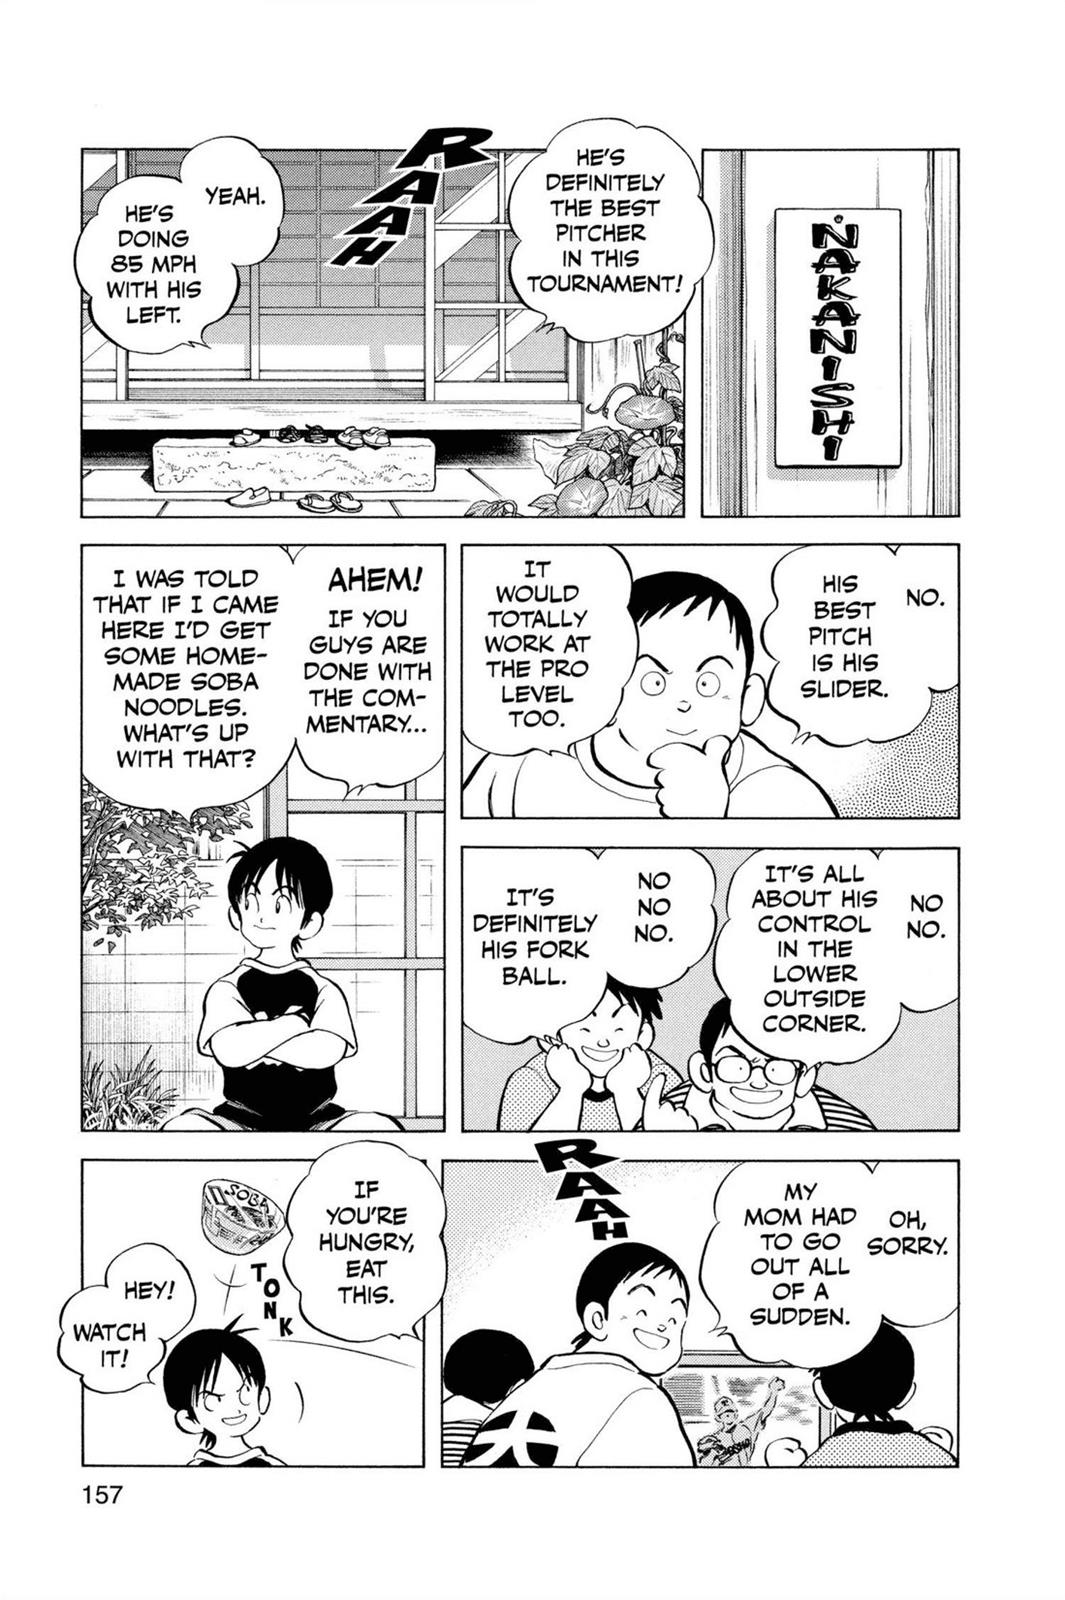 NAKANISHI
HE'S
DEFINITELY
THE BEST
PITCHER
IN THIS
TOURNAMENT!
RAAH
YEAH.
HE'S
DOING
85 MPH
WITH HIS
LEFT.
NO.
HIS
BEST
PITCH
IS HIS
SLIDER.
IT
WOULD
TOTALLY
WORK AT
THE PRO
LEVEL
TOO.
NO
NO.
IT'S ALL
ABOUT HIS
CONTROL
IN THE
LOWER
OUTSIDE
CORNER.
NO
NO
NO.
IT'S
DEFINITELY
HIS FORK
BALL.
AHEM!
IF YOU
GUYS ARE
DONE WITH
THE COM-
MENTARY...
I WAS TOLD
THAT IF I CAME
HERE I'D GET
SOME HOME-
MADE SOBA
NOODLES.
WHAT'S UP
WITH THAT?
OH,
SORRY.
MY
MOM HAD
TO GO
OUT ALL
OF A
SUDDEN.
RAAH
IF
YOU'RE
HUNGRY,
EAT
THIS.
SOBA
TONK
HEY!
WATCH
IT!
157